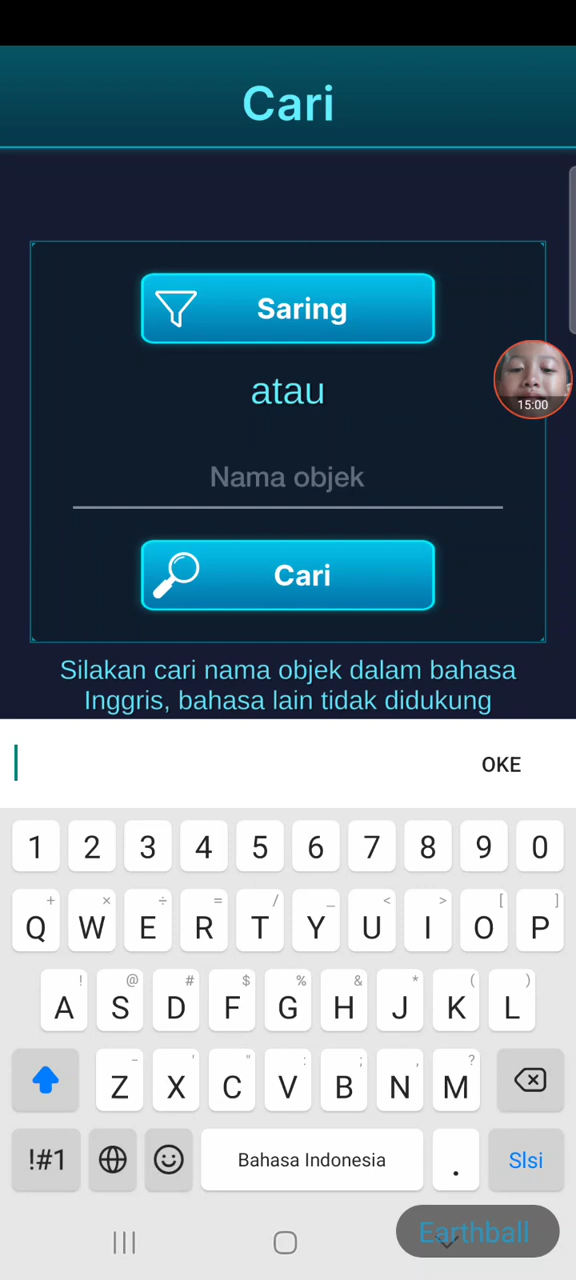 Cari
Saring
atau
15:00
Nama objek
Cari
Silakan cari nama objek dalam bahasa
Inggris, bahasa lain tidak didukung
OKE
1 2 3 4 5 6 7 8 9 0
+ × ÷ = / _ < > [ ]
Q W E R T Y U I O P
! @ # $ % & * ( )
A S D F G H J K L
- ' " : ; , ?
Z X C V B N M
!#1 Bahasa Indonesia . Slsi
Earthball